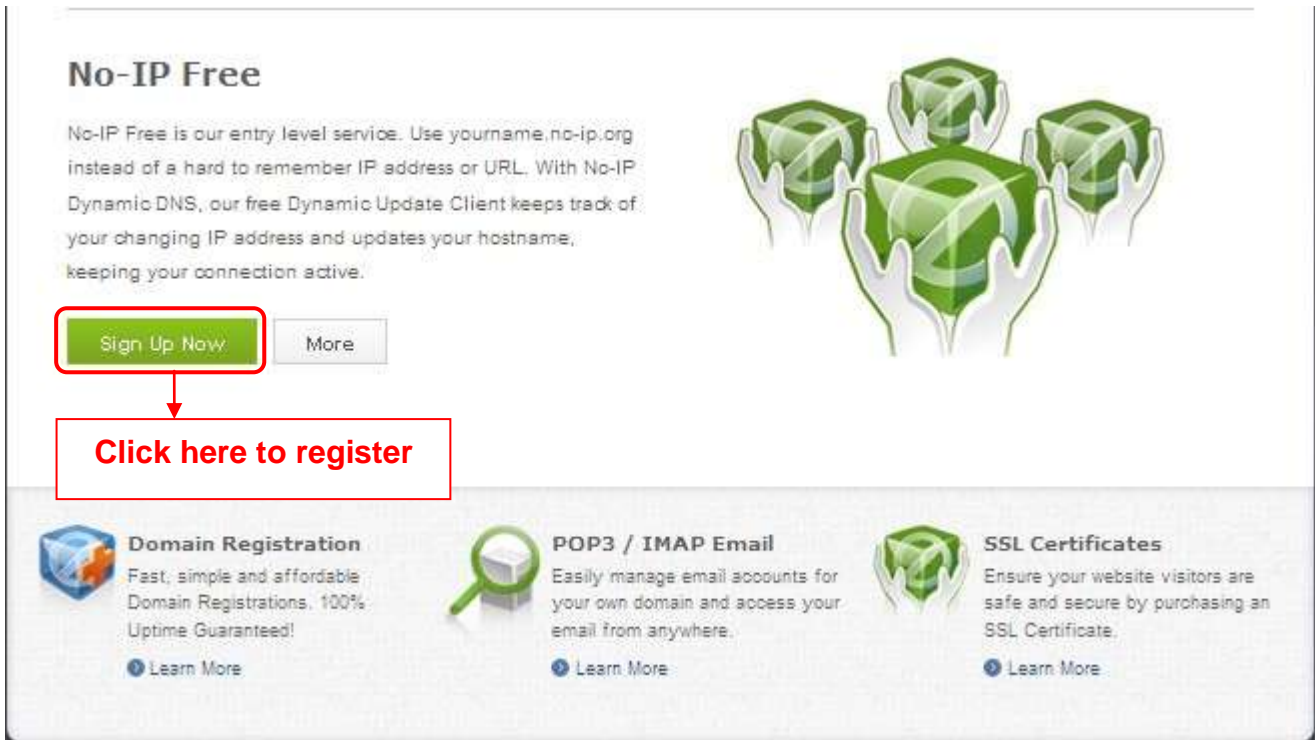 No-IP Free
No-IP Free is our entry level service. Use yourname.no-ip.org
instead of a hard to remember IP address or URL. With No-IP
Dynamic DNS, our free Dynamic Update Client keeps track of
your changing IP address and updates your hostname,
keeping your connection active.
Sign Up Now
More
Click here to register
Domain Registration
Fast, simple and affordable
Domain Registrations. 100%
Uptime Guaranteed!
Learn More
POP3 / IMAP Email
Easily manage email accounts for
your own domain and access your
email from anywhere.
Learn More
SSL Certificates
Ensure your website visitors are
safe and secure by purchasing an
SSL Certificate.
Learn More